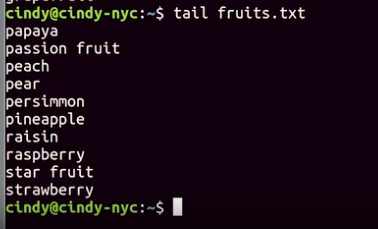 cindy@cindy-nyc:~$ tail fruits.txt
papaya
passion fruit
peach
pear
persimmon
pineapple
raisin
raspberry
star fruit
strawberry
cindy@cindy-nyc:~$